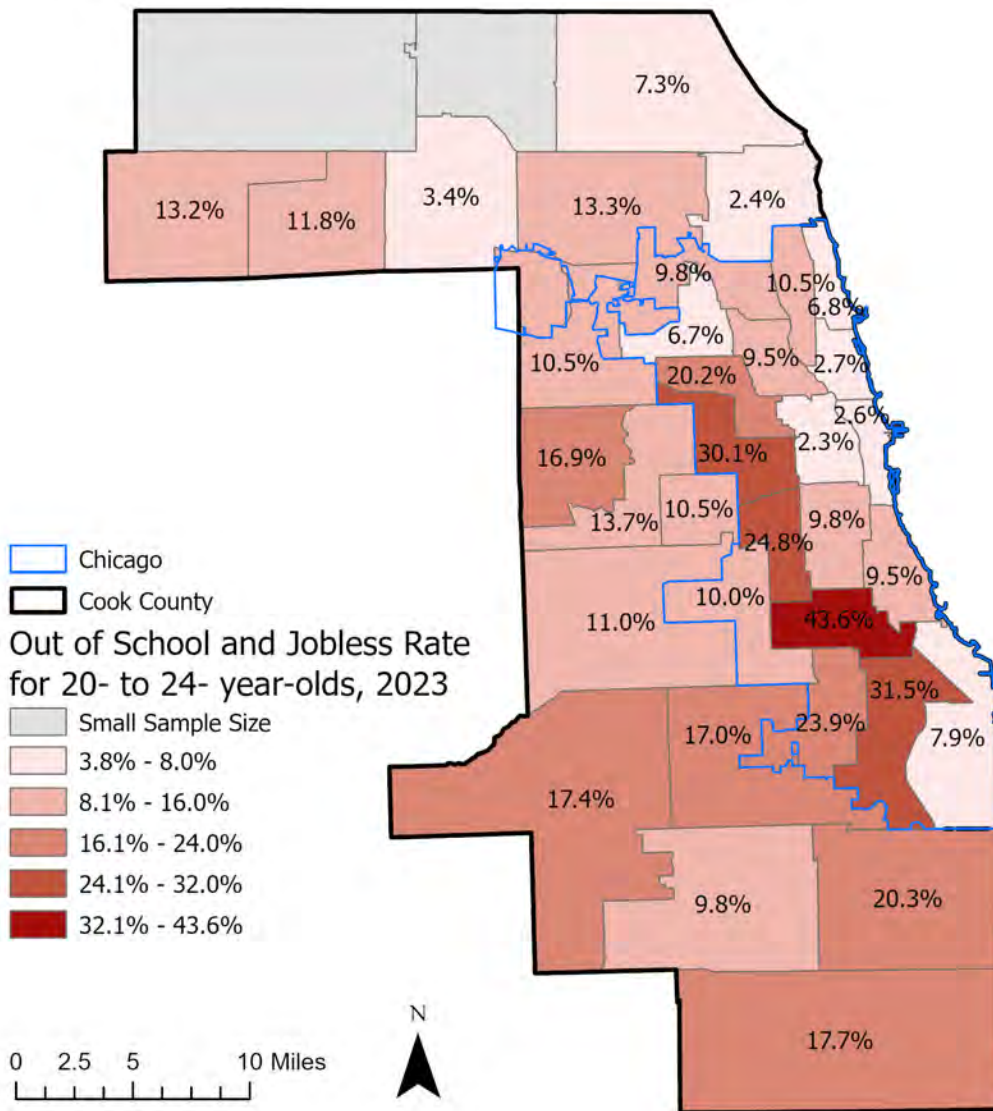 7.3%
13.2%
11.8%
3.4%
13.3%
2.4%
9.8%
10.5%
6.8%
6.7%
10.5%
9.5%
2.7%
20.2%
2.6%
2.3%
16.9%
30.1%
13.7%
10.5%
9.8%
24.8%
9.5%
11.0%
10.0%
43.6%
31.5%
23.9%
17.0%
7.9%
17.4%
9.8%
20.3%
17.7%
Chicago
Cook County
Out of School and Jobless Rate
for 20- to 24- year-olds, 2023
Small Sample Size
3.8% - 8.0%
8.1% - 16.0%
16.1% - 24.0%
24.1% - 32.0%
32.1% - 43.6%
N
0 2.5 5 10 Miles